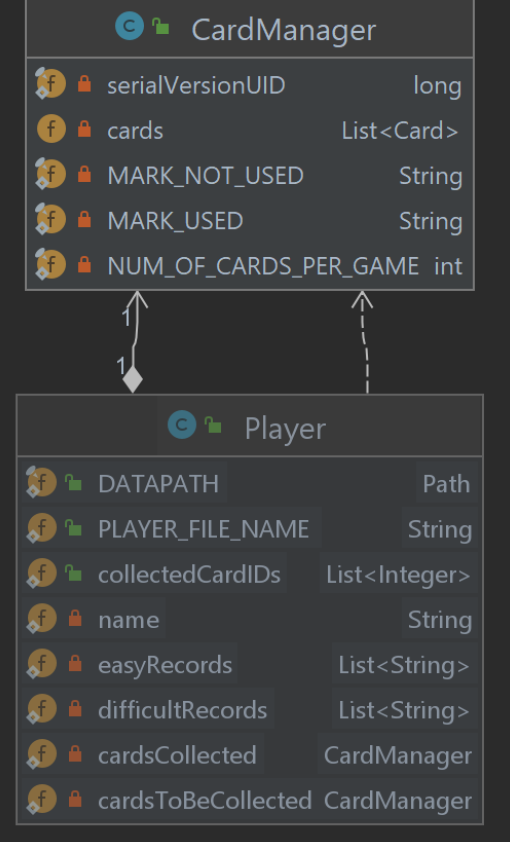 C CardManager
f serialVersionUID long
f cards List<Card>
f MARK_NOT_USED String
f MARK_USED String
f NUM_OF_CARDS_PER_GAME int
1
1
C Player
f DATAPATH Path
f PLAYER_FILE_NAME String
f collectedCardIDs List<Integer>
f name String
f easyRecords List<String>
f difficultRecords List<String>
f cardsCollected CardManager
f cardsToBeCollected CardManager